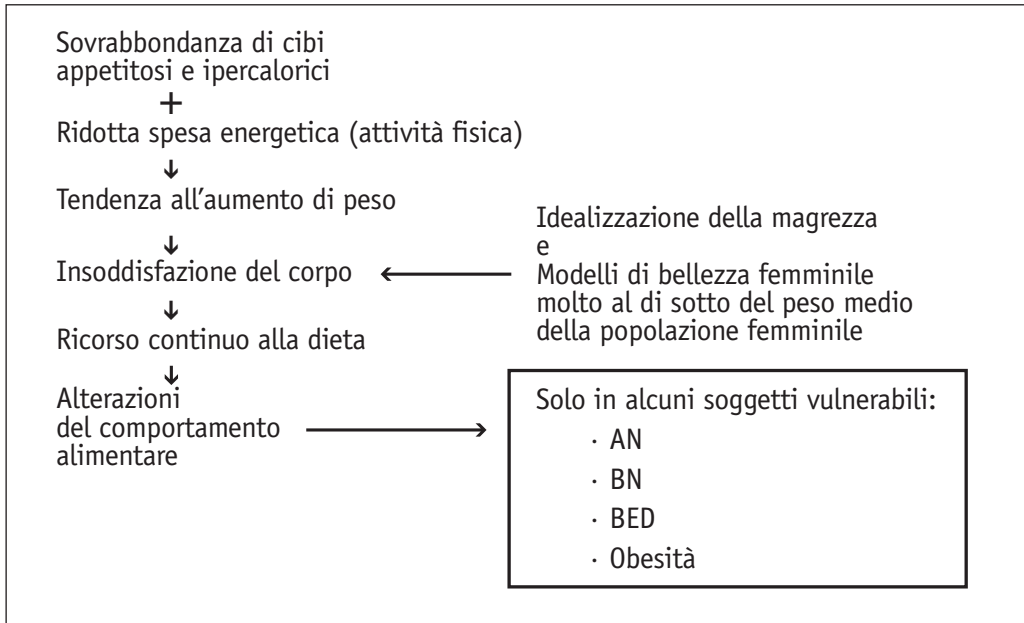 Sovrabbondanza di cibi
appetitosi e ipercalorici
+
Ridotta spesa energetica (attività fisica)
Tendenza all'aumento di peso
Insoddisfazione del corpo
Idealizzazione della magrezza
e
Modelli di bellezza femminile
molto al di sotto del peso medio
della popolazione femminile
Ricorso continuo alla dieta
Alterazioni
del comportamento
alimentare
Solo in alcuni soggetti vulnerabili:
· AN
· BN
· BED
· Obesità